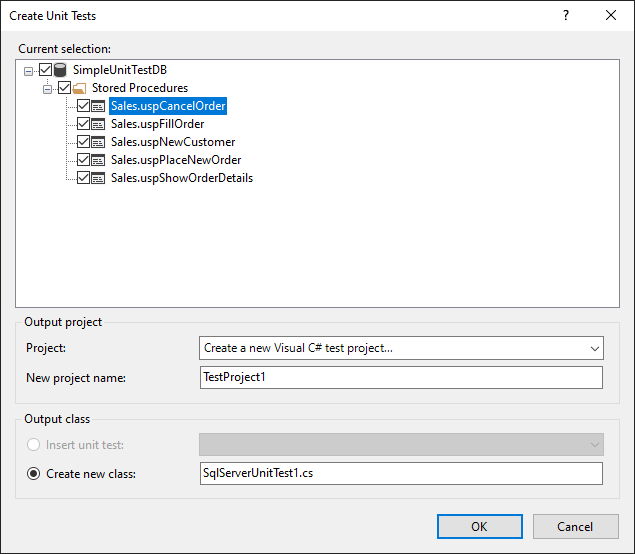 Create Unit Tests
?
Current selection:
SimpleUnitTestDB
Stored Procedures
Sales.uspCancelOrder
Sales.uspFillOrder
Sales.uspNewCustomer
Sales.uspPlaceNewOrder
Sales.uspShowOrderDetails
Output project
Project: Create a new Visual C# test project...
New project name: TestProject1
Output class
Insert unit test:
Create new class: SqlServerUnitTest1.cs
OK Cancel